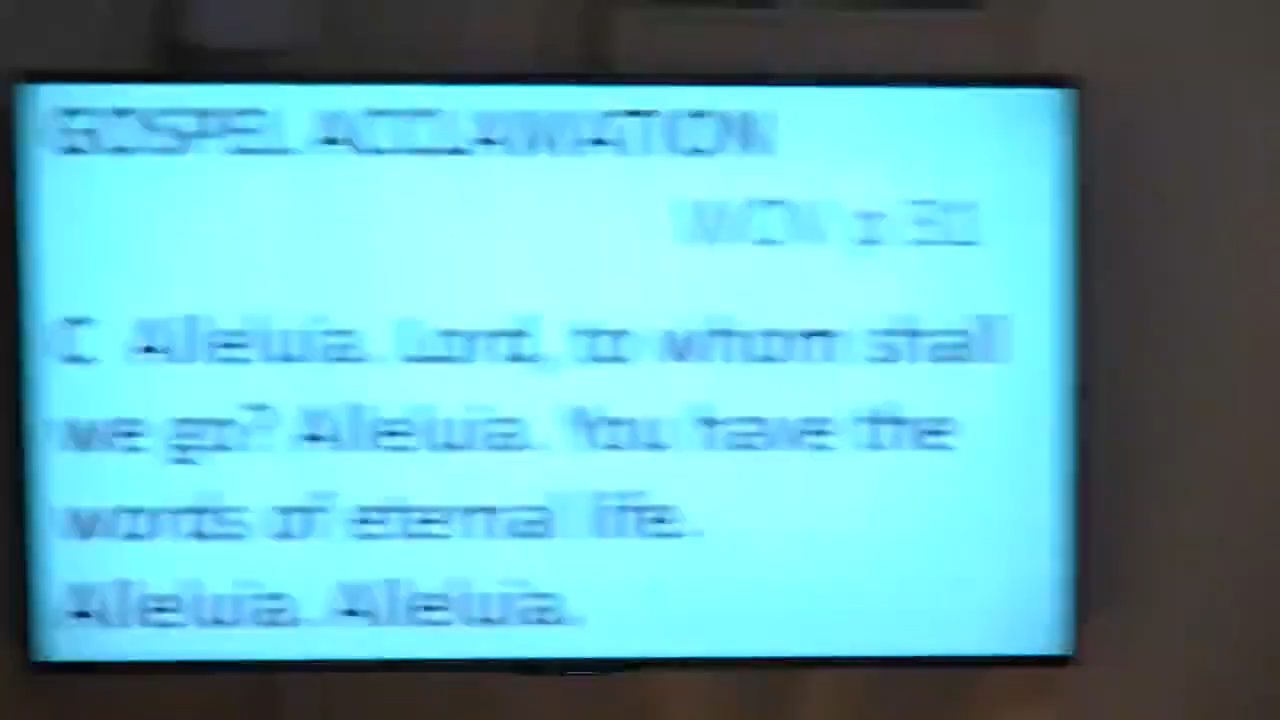 GOSPEL ACCLAMATION
Alleluia. Lord, to whom shall
we go? Alleluia. You have the
words of eternal life.
Alleluia. Alleluia.